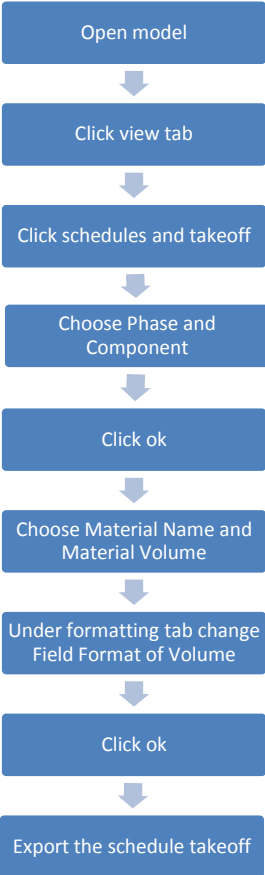 Open model
Click view tab
Click schedules and takeoff
Choose Phase and
Component
Click ok
Choose Material Name and
Material Volume
Under formatting tab change
Field Format of Volume
Click ok
Export the schedule takeoff